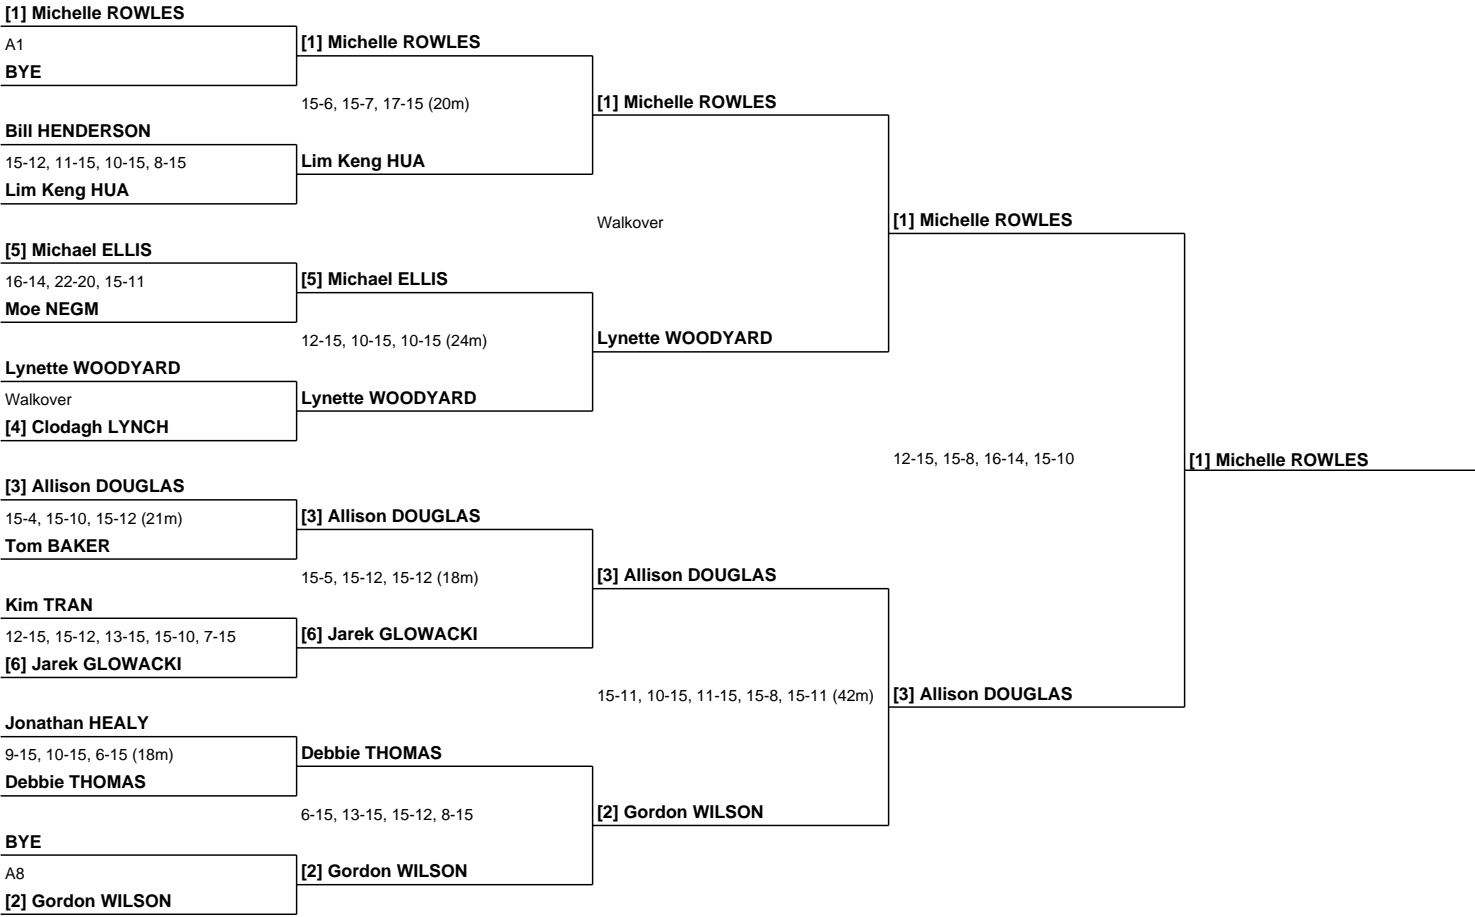 [1] Michelle ROWLES
A1
BYE
Bill HENDERSON
15-12, 11-15, 10-15, 8-15
Lim Keng HUA
[5] Michael ELLIS
16-14, 22-20, 15-11
Moe NEGM
Lynette WOODYARD
Walkover
[4] Clodagh LYNCH
[3] Allison DOUGLAS
15-4, 15-10, 15-12 (21m)
Tom BAKER
Kim TRAN
12-15, 15-12, 13-15, 15-10, 7-15
[6] Jarek GLOWACKI
Jonathan HEALY
9-15, 10-15, 6-15 (18m)
Debbie THOMAS
BYE
A8
[2] Gordon WILSON
[1] Michelle ROWLES
15-6, 15-7, 17-15 (20m)
Lim Keng HUA
[5] Michael ELLIS
12-15, 10-15, 10-15 (24m)
Lynette WOODYARD
[3] Allison DOUGLAS
15-5, 15-12, 15-12 (18m)
[6] Jarek GLOWACKI
Debbie THOMAS
6-15, 13-15, 15-12, 8-15
[2] Gordon WILSON
[1] Michelle ROWLES
Walkover
Lynette WOODYARD
[3] Allison DOUGLAS
15-11, 10-15, 11-15, 15-8, 15-11 (42m)
[2] Gordon WILSON
[1] Michelle ROWLES
12-15, 15-8, 16-14, 15-10
[3] Allison DOUGLAS
[1] Michelle ROWLES